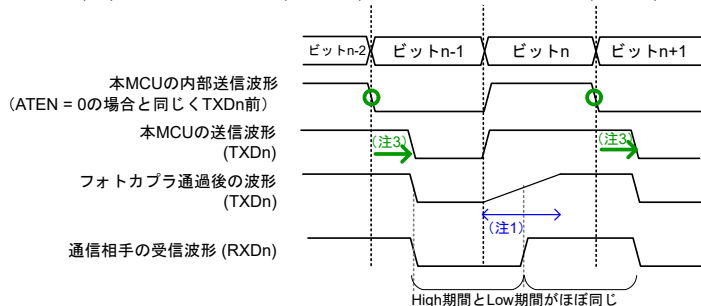 ビットn-2 ビットn-1 ビットn ビットn+1
本MCUの内部送信波形
（ATEN = 0の場合と同じくTXDn前）
本MCUの送信波形
(TXDn)
（注3） （注3）
フォトカプラ通過後の波形
(TXDn)
（注1）
通信相手の受信波形 (RXDn)
High期間とLow期間がほぼ同じ